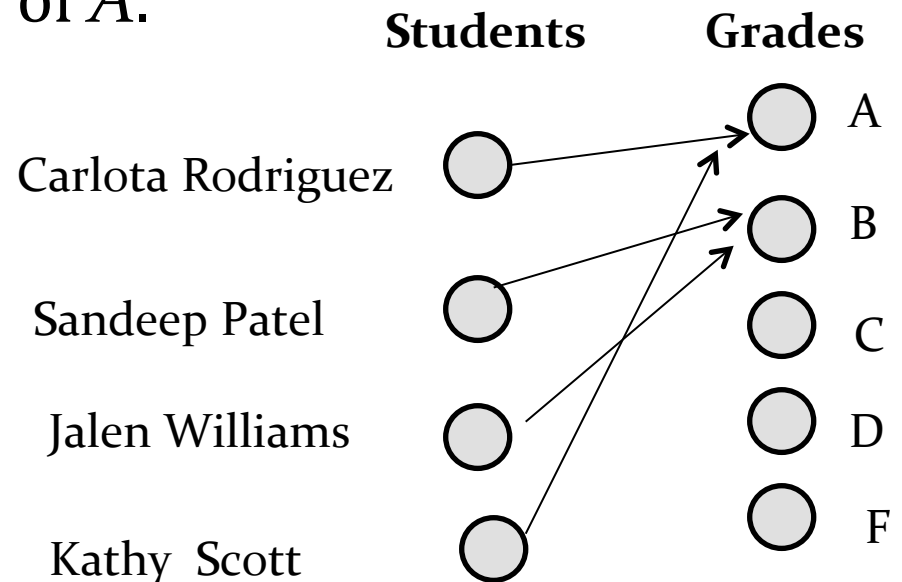 of A.
Students Grades
A
Carlota Rodriguez
B
Sandeep Patel
C
Jalen Williams
D
F
Kathy Scott